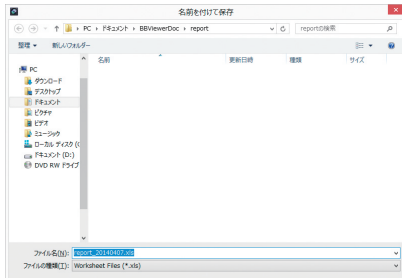 名前を付けて保存
PC › ドキュメント › BBViewerDoc › report
reportの検索
整理 新しいフォルダー
名前 更新日時 種類 サイズ
PC
ダウンロード
デスクトップ
ドキュメント
ピクチャ
ビデオ
ミュージック
ローカル ディスク (C
ボリューム (D:)
DVD RW ドライブ
ファイル名(N): report_20140407.xls
ファイルの種類(T): Worksheet Files (*.xls)